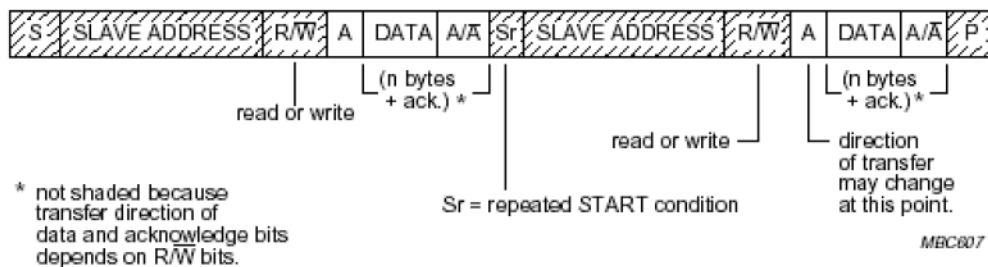 S SLAVE ADDRESS R/W̅ A DATA A/A̅ Sr SLAVE ADDRESS R/W̅ A DATA A/A̅ P
(n bytes
+ ack.) *
read or write
(n bytes
+ ack.) *
read or write
direction
of transfer
may change
at this point.
Sr = repeated START condition
* not shaded because
transfer direction of
data and acknowledge bits
depends on R/W̅ bits.
MBC607